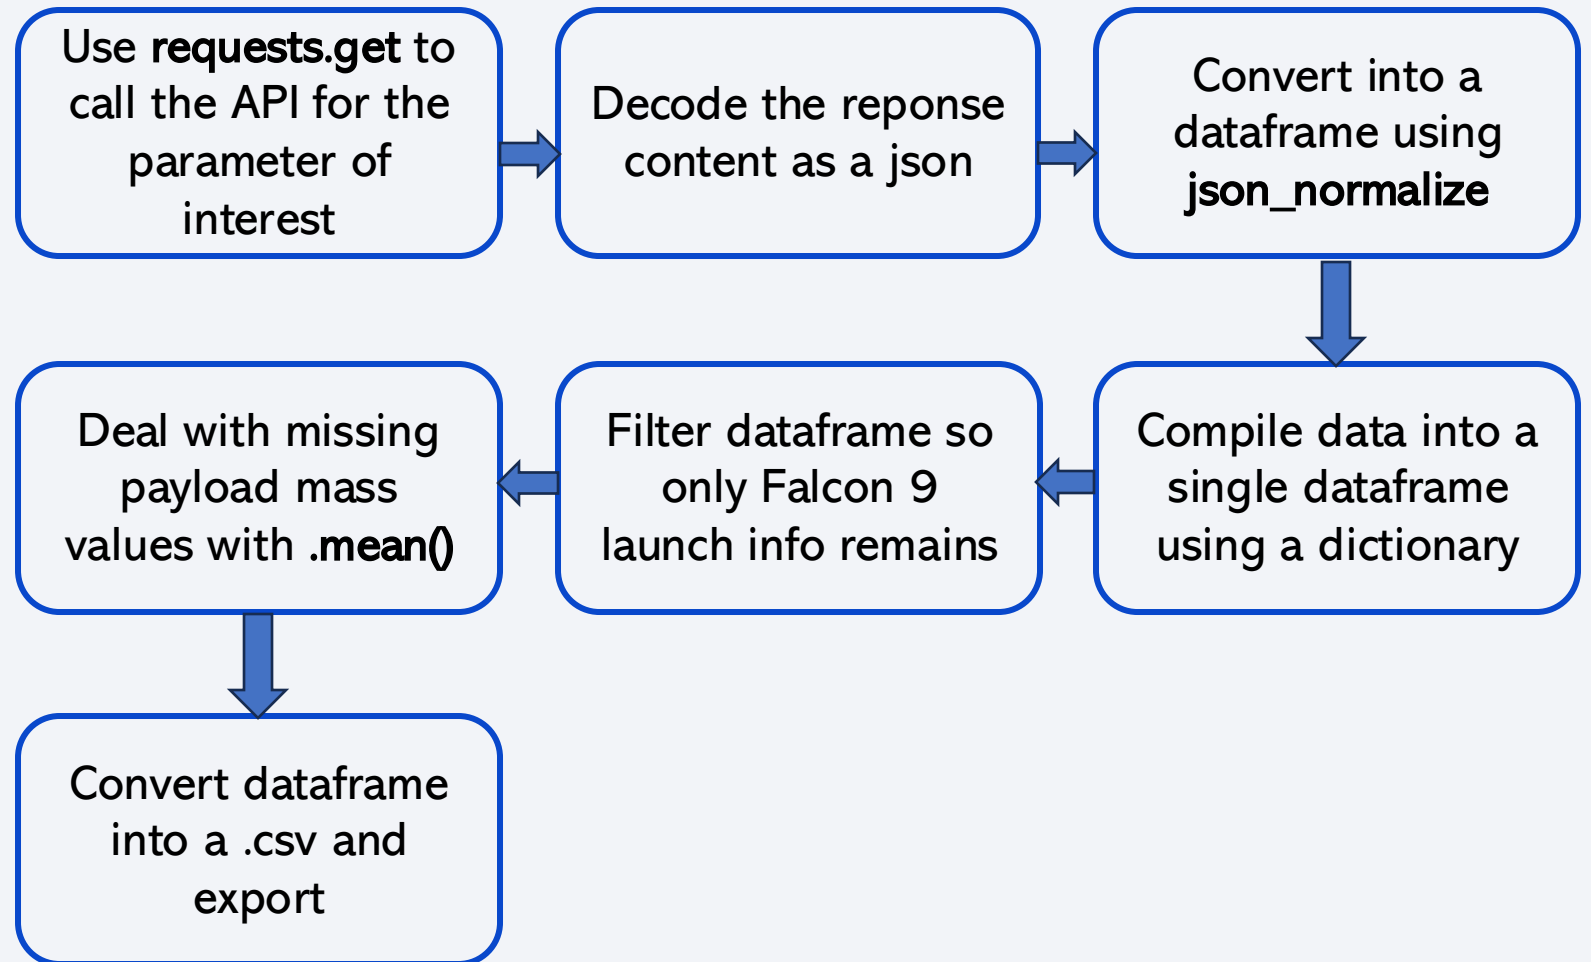 Use requests.get to
call the API for the
parameter of
interest
Decode the reponse
content as a json
Convert into a
dataframe using
json_normalize
Compile data into a
single dataframe
using a dictionary
Filter dataframe so
only Falcon 9
launch info remains
Deal with missing
payload mass
values with .mean()
Convert dataframe
into a .csv and
export